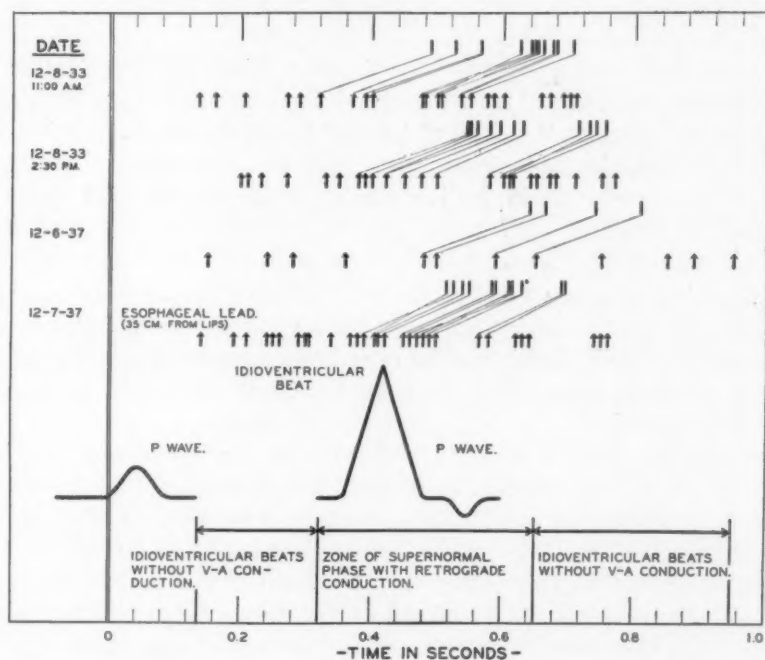 DATE
12-8-33
11:00 A.M.
12-8-33
2:30 P.M.
12-6-37
12-7-37
ESOPHAGEAL LEAD.
(35 CM. FROM LIPS)
IDIOVENTRICULAR
BEAT
P WAVE.
P WAVE.
IDIOVENTRICULAR BEATS
WITHOUT V-A CON-
DUCTION.
ZONE OF SUPERNORMAL
PHASE WITH RETROGRADE
CONDUCTION.
IDIOVENTRICULAR BEATS
WITHOUT V-A CONDUCTION.
0 0.2 0.4 0.6 0.8 1.0
-TIME IN SECONDS-